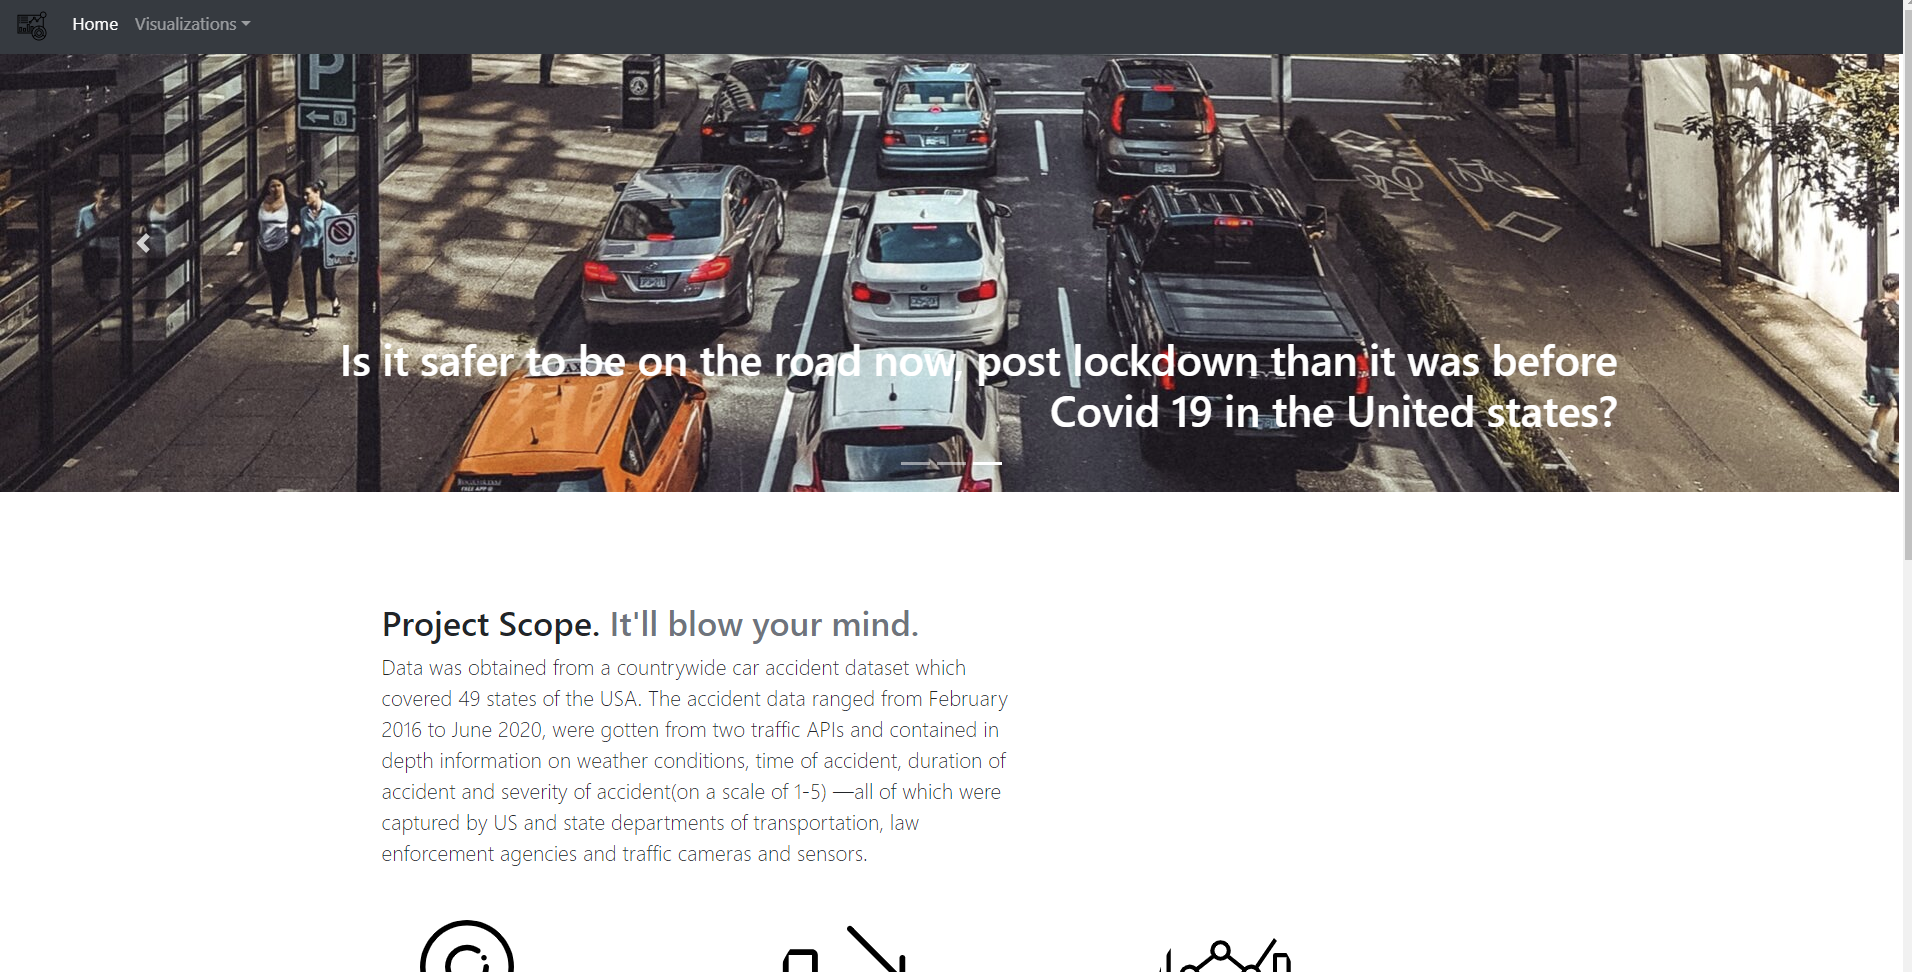 Home Visualizations
P
Is it safer to be on the road now, post lockdown than it was before
Covid 19 in the United states?
Project Scope. It'll blow your mind.
Data was obtained from a countrywide car accident dataset which
covered 49 states of the USA. The accident data ranged from February
2016 to June 2020, were gotten from two traffic APIs and contained in
depth information on weather conditions, time of accident, duration of
accident and severity of accident(on a scale of 1-5) —all of which were
captured by US and state departments of transportation, law
enforcement agencies and traffic cameras and sensors.